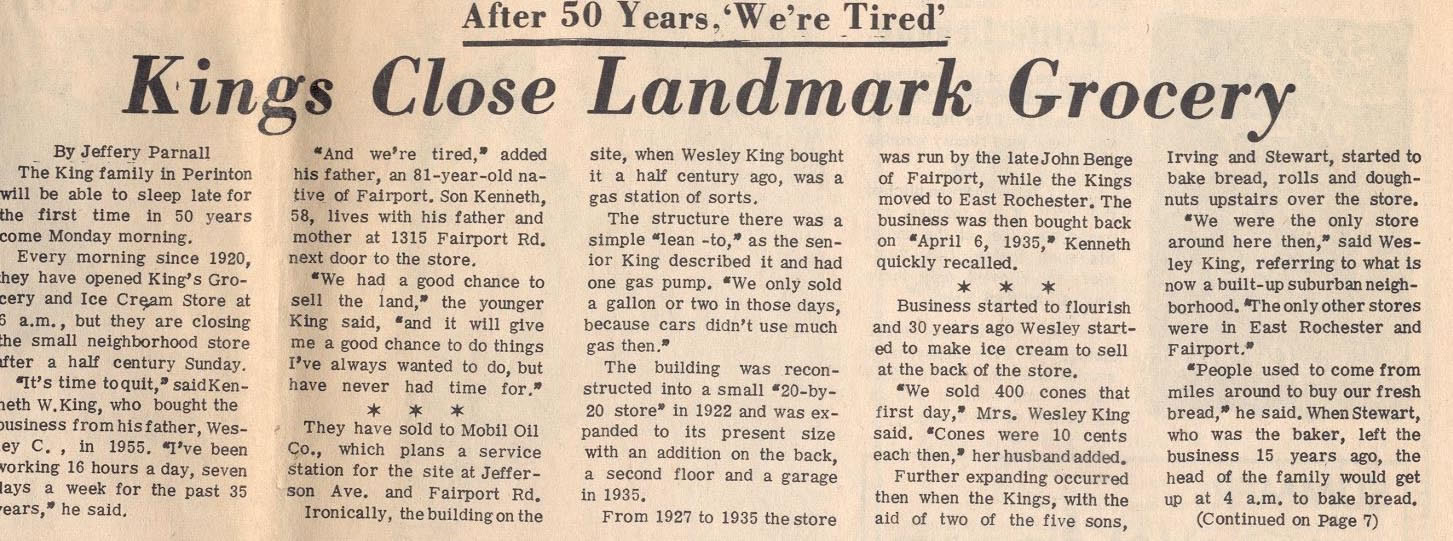 After 50 Years,‘We’re Tired’
Kings Close Landmark Grocery
By Jeffery Parnall
The King family in Perinton
will be able to sleep late for
the first time in 50 years
come Monday morning.
Every morning since 1920,
they have opened King's Gro-
cery and Ice Cream Store at
6 a.m., but they are closing
the small neighborhood store
after a half century Sunday.
"It's time to quit," said Ken-
neth W. King, who bought the
business from his father, Wes-
ley C. , in 1955. "I've been
working 16 hours a day, seven
days a week for the past 35
years," he said.
"And we're tired," added
his father, an 81-year-old na-
tive of Fairport. Son Kenneth,
58, lives with his father and
mother at 1315 Fairport Rd.
next door to the store.
"We had a good chance to
sell the land," the younger
King said, "and it will give
me a good chance to do things
I've always wanted to do, but
have never had time for."
* * *
They have sold to Mobil Oil
Co., which plans a service
station for the site at Jeffer-
son Ave. and Fairport Rd.
Ironically, the building on the
site, when Wesley King bought
it a half century ago, was a
gas station of sorts.
The structure there was a
simple "lean -to," as the sen-
ior King described it and had
one gas pump. "We only sold
a gallon or two in those days,
because cars didn't use much
gas then."
The building was recon-
structed into a small "20-by-
20 store" in 1922 and was ex-
panded to its present size
with an addition on the back,
a second floor and a garage
in 1935.
From 1927 to 1935 the store
was run by the late John Benge
of Fairport, while the Kings
moved to East Rochester. The
business was then bought back
on "April 6, 1935," Kenneth
quickly recalled.
* * *
Business started to flourish
and 30 years ago Wesley start-
ed to make ice cream to sell
at the back of the store.
"We sold 400 cones that
first day," Mrs. Wesley King
said. "Cones were 10 cents
each then," her husband added.
Further expanding occurred
then when the Kings, with the
aid of two of the five sons,
Irving and Stewart, started to
bake bread, rolls and dough-
nuts upstairs over the store.
"We were the only store
around here then," said Wes-
ley King, referring to what is
now a built-up suburban neigh-
borhood. "The only other stores
were in East Rochester and
Fairport."
"People used to come from
miles around to buy our fresh
bread," he said. When Stewart,
who was the baker, left the
business 15 years ago, the
head of the family would get
up at 4 a.m. to bake bread.
(Continued on Page 7)